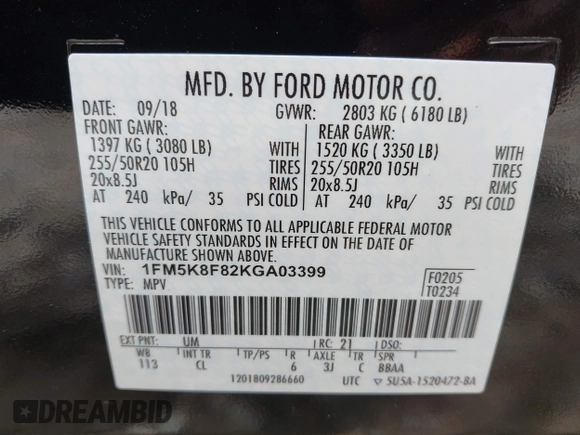 MFD. BY FORD MOTOR CO.
DATE: 09/18 GVWR: 2803 KG ( 6180 LB)
FRONT GAWR: REAR GAWR:
1397 KG ( 3080 LB) WITH 1520 KG ( 3350 LB) WITH
255/50R20 105H TIRES 255/50R20 105H TIRES
20x8.5J RIMS 20x8.5J RIMS
AT 240 kPa/ 35 PSI COLD AT 240 kPa/ 35 PSI COLD
THIS VEHICLE CONFORMS TO ALL APPLICABLE FEDERAL MOTOR
VEHICLE SAFETY STANDARDS IN EFFECT ON THE DATE OF
MANUFACTURE SHOWN ABOVE.
VIN: 1FM5K8F82KGA03399
TYPE: MPV
F0205
T0234
EXT PNT: UM RC: 21 DSO:
WB INT TR TP/PS R AXLE TR SPR
113 CL 6 3J C BBAA
1201809286660 UTC 5U5A-1520472-BA
DREAMBID